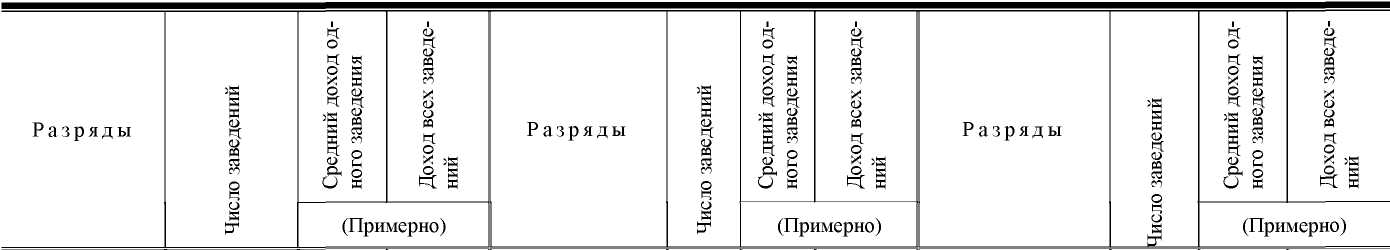 Разряды
Число заведений
Средний доход од-
ного заведения
Доход всех заведе-
ний
(Примерно)
Разряды
Число заведений
Средний доход од-
ного заведения
Доход всех заведе-
ний
(Примерно)
Разряды
Число заведений
Средний доход од-
ного заведения
Доход всех заведе-
ний
(Примерно)